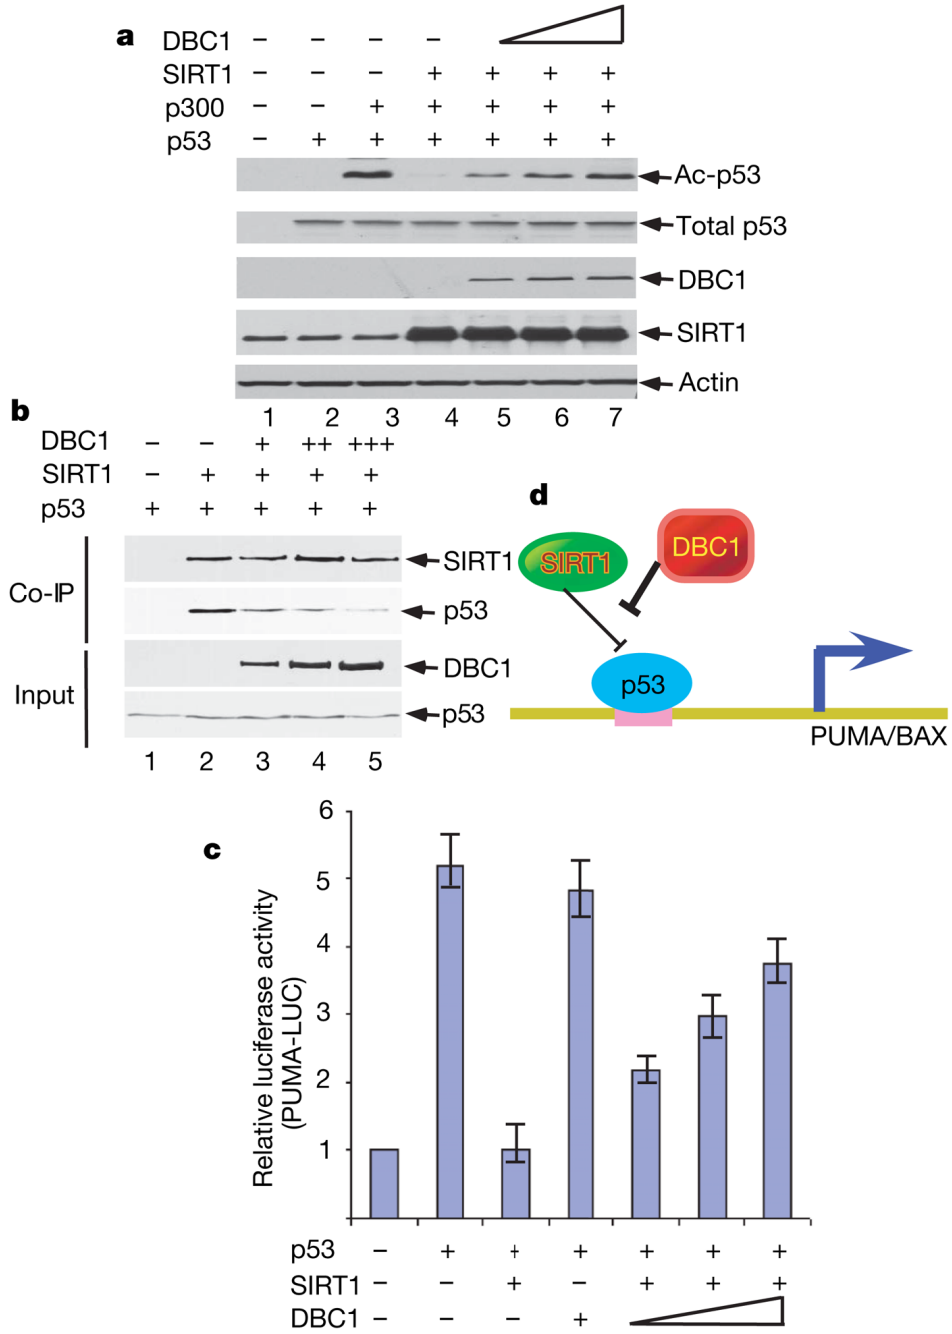 a
DBC1 − − − −
SIRT1 − − − + + + +
p300 − − + + + + +
p53 − + + + + + +
Ac-p53
Total p53
DBC1
SIRT1
Actin
1 2 3 4 5 6 7
b
DBC1 − − + ++ +++
SIRT1 − + + + +
p53 + + + + +
Co-IP
SIRT1
p53
Input
DBC1
p53
1 2 3 4 5
d
SIRT1
DBC1
p53
PUMA/BAX
c
Relative luciferase activity
(PUMA-LUC)
6
5
4
3
2
1
p53 − + + + + + +
SIRT1 − − + − + + +
DBC1 − − − +